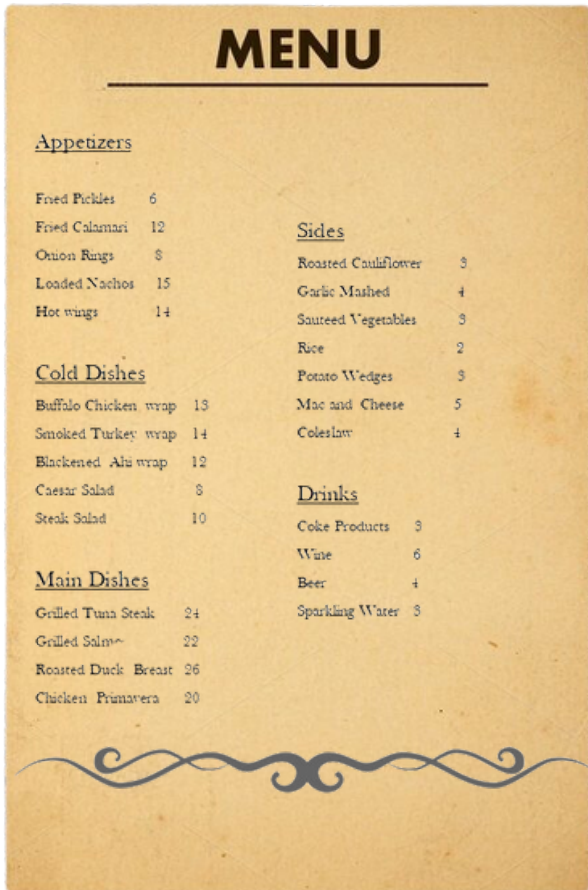 MENU
Appetizers
Fried Pickles 6
Fried Calamari 12
Onion Rings 8
Loaded Nachos 15
Hot wings 14
Cold Dishes
Buffalo Chicken wrap 13
Smoked Turkey wrap 14
Blackened Ahi wrap 12
Caesar Salad 8
Steak Salad 10
Main Dishes
Grilled Tuna Steak 24
Grilled 22
Roasted Duck Breast 26
Chicken Primavera 20
Sides
Roasted Cauliflower 3
Garlic Mashed 4
Sauteed Vegetables 3
Rice 2
Potato Wedges 3
Mac and Cheese 5
Coleslaw 4
Drinks
Coke Products 3
Wine 6
Beer 4
Sparkling Water 3